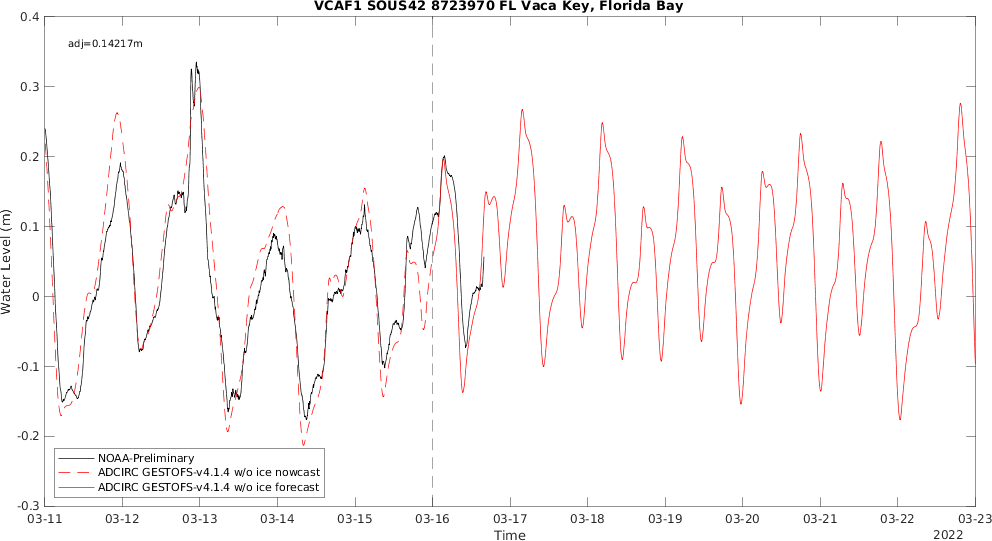 VCAF1 SOUS42 8723970 FL Vaca Key, Florida Bay
adj=0.14217m
0.4
0.3
0.2
0.1
0
-0.1
-0.2
-0.3
Water Level (m)
NOAA-Preliminary
ADCIRC GESTOFS-v4.1.4 w/o ice nowcast
ADCIRC GESTOFS-v4.1.4 w/o ice forecast
03-11 03-12 03-13 03-14 03-15 03-16 03-17 03-18 03-19 03-20 03-21 03-22 03-23
Time
2022